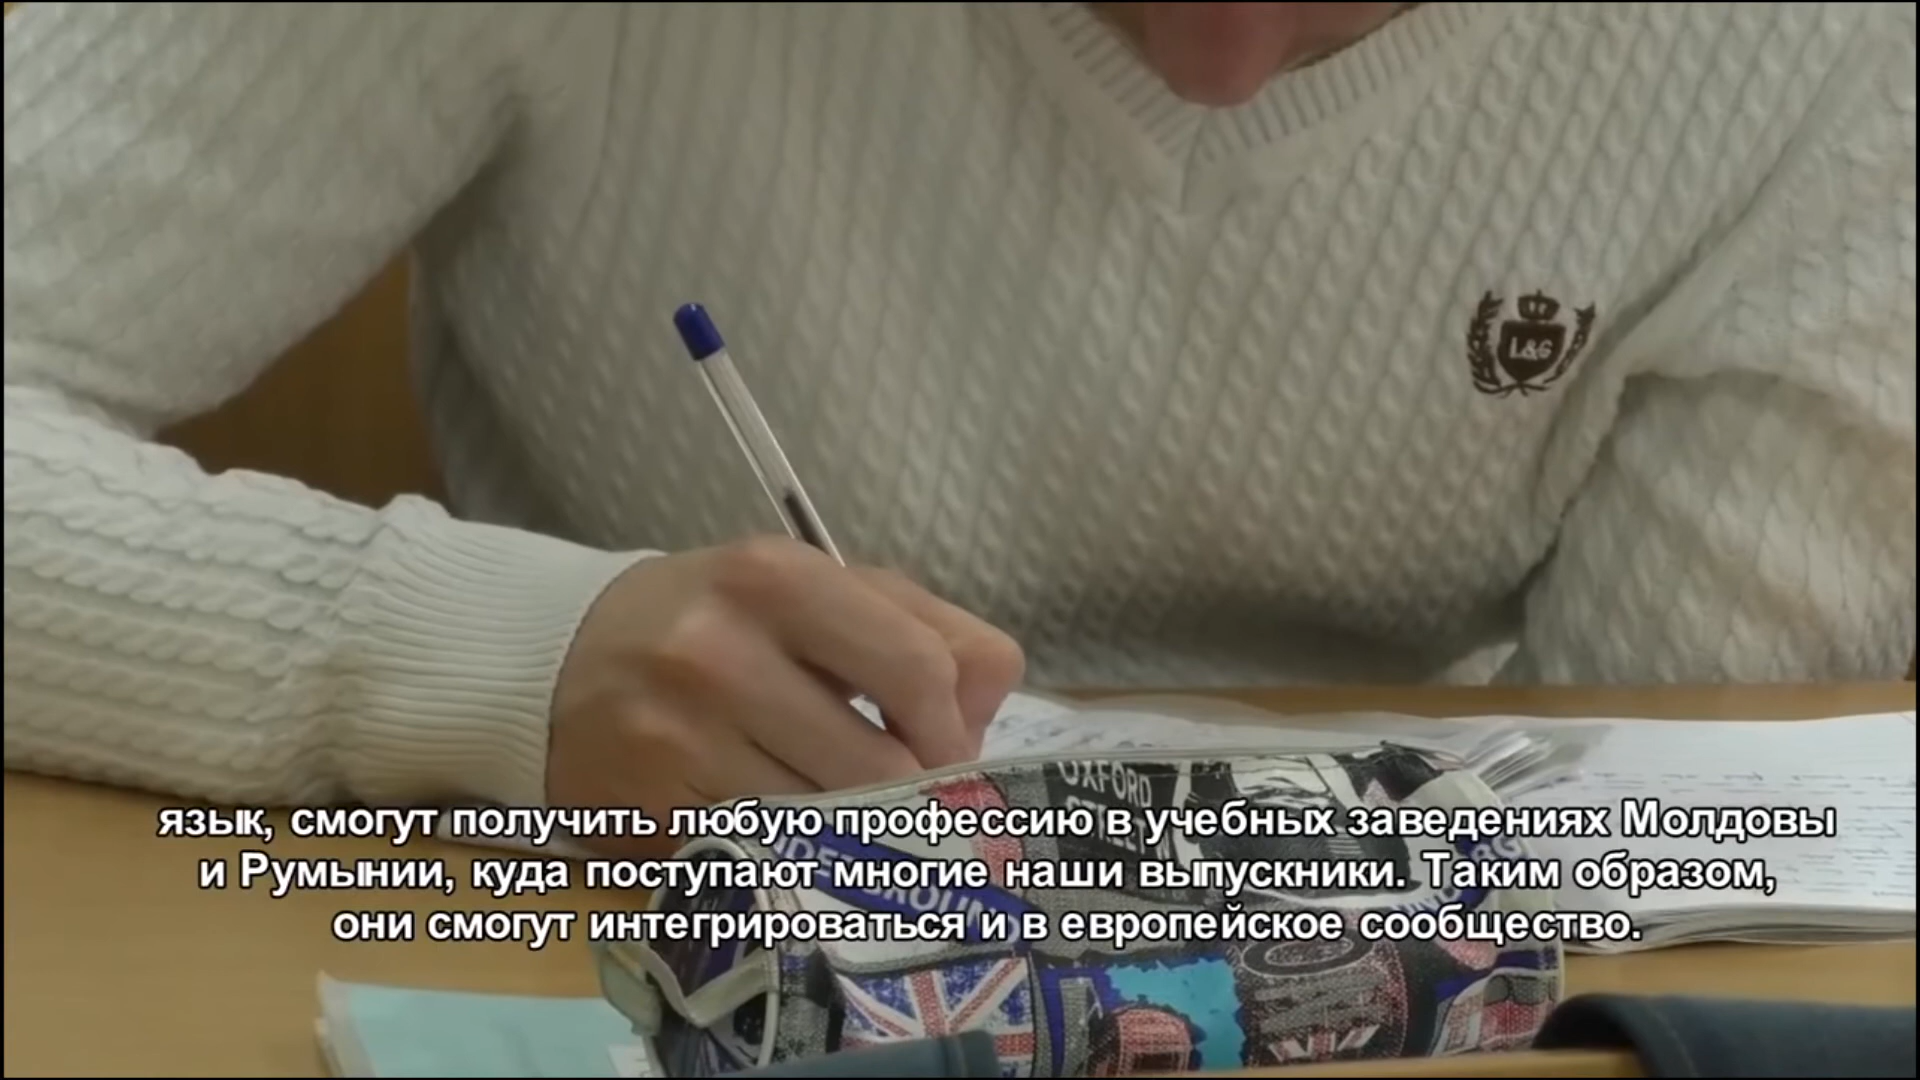 L&G
OXFORD
STREET
язык, смогут получить любую профессию в учебных заведениях Молдовы
и Румынии, куда поступают многие наши выпускники. Таким образом,
они смогут интегрироваться и в европейское сообщество.